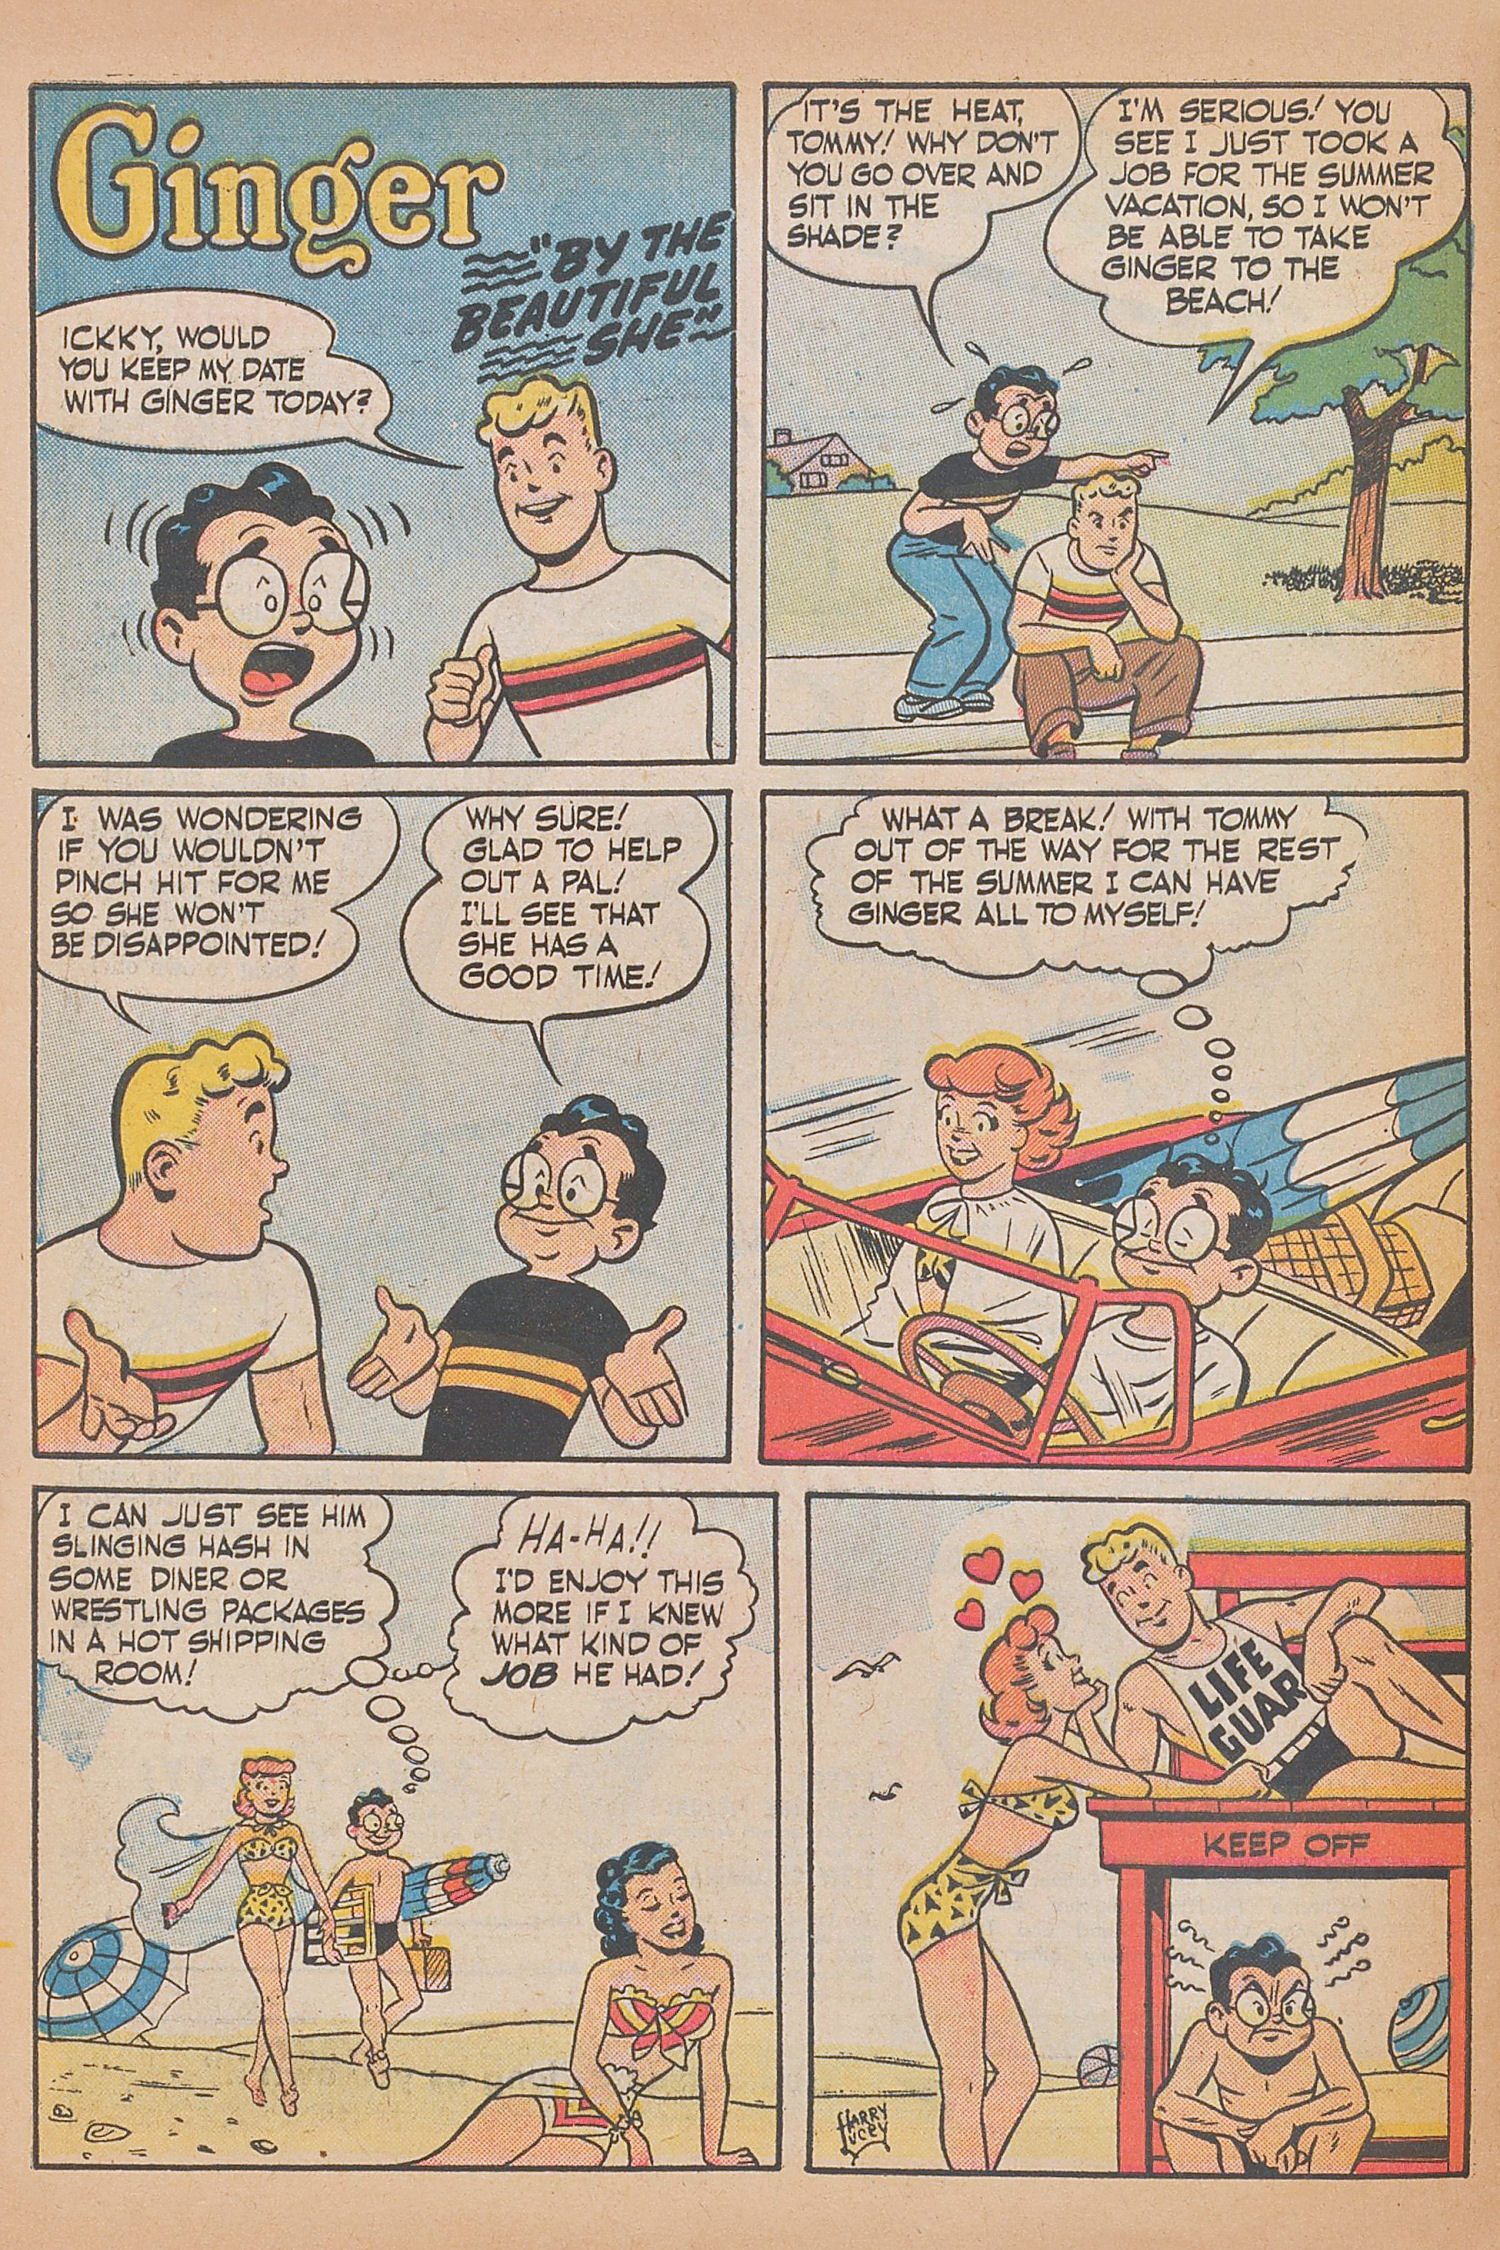 Ginger
"BY THE
BEAUTIFUL
SHE"
ICKKY, WOULD
YOU KEEP MY DATE
WITH GINGER TODAY?
IT'S THE HEAT,
TOMMY! WHY DON'T
YOU GO OVER AND
SIT IN THE
SHADE?
I'M SERIOUS! YOU
SEE I JUST TOOK A
JOB FOR THE SUMMER
VACATION, SO I WON'T
BE ABLE TO TAKE
GINGER TO THE
BEACH!
I WAS WONDERING
IF YOU WOULDN'T
PINCH HIT FOR ME
SO SHE WON'T
BE DISAPPOINTED!
WHY SURE!
GLAD TO HELP
OUT A PAL!
I'LL SEE THAT
SHE HAS A
GOOD TIME!
WHAT A BREAK! WITH TOMMY
OUT OF THE WAY FOR THE REST
OF THE SUMMER I CAN HAVE
GINGER ALL TO MYSELF!
I CAN JUST SEE HIM
SLINGING HASH IN
SOME DINER OR
WRESTLING PACKAGES
IN A HOT SHIPPING
ROOM!
HA-HA!!
I'D ENJOY THIS
MORE IF I KNEW
WHAT KIND OF
JOB HE HAD!
LIFE
GUAR
KEEP OFF
HARRY
LUCEY